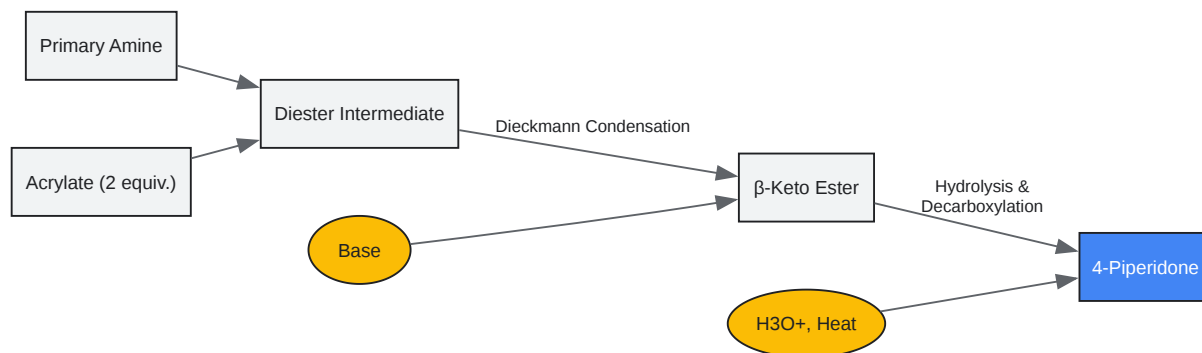 Primary Amine
Acrylate (2 equiv.)
Diester Intermediate
Dieckmann Condensation
Base
β-Keto Ester
Hydrolysis &
Decarboxylation
H3O+, Heat
4-Piperidone